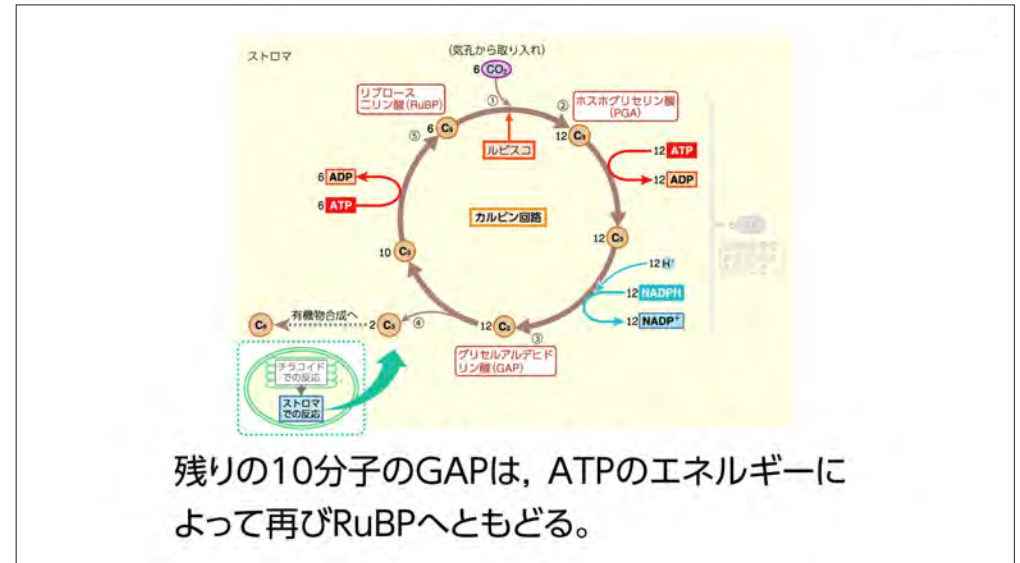 ストロマ
(気孔から取り入れ)
6 CO₂
リブロース
二リン酸(RuBP)
①
②
ホスホグリセリン酸
(PGA)
⑤
6 C₅
12 C₃
ルビスコ
12 ATP
12 ADP
6 ADP
6 ATP
カルビン回路
12 C₃
10 C₃
12 H⁺
12 NADPH
12 NADP⁺
有機物合成へ
C₆
2 C₃
④
12 C₃
③
グリセルアルデヒド
リン酸(GAP)
チラコイド
での反応
ストロマ
での反応
残りの10分子のGAPは, ATPのエネルギーに
よって再びRuBPへともどる。